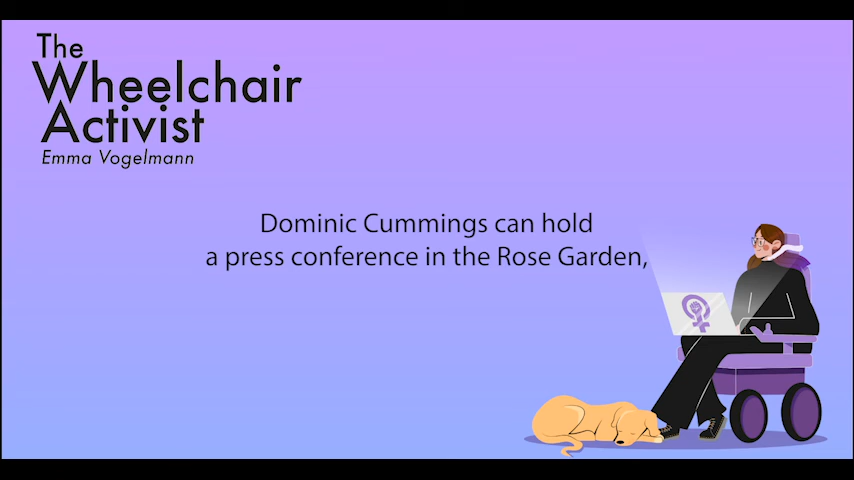 The
Wheelchair
Activist
Emma Vogelmann
Dominic Cummings can hold
a press conference in the Rose Garden,